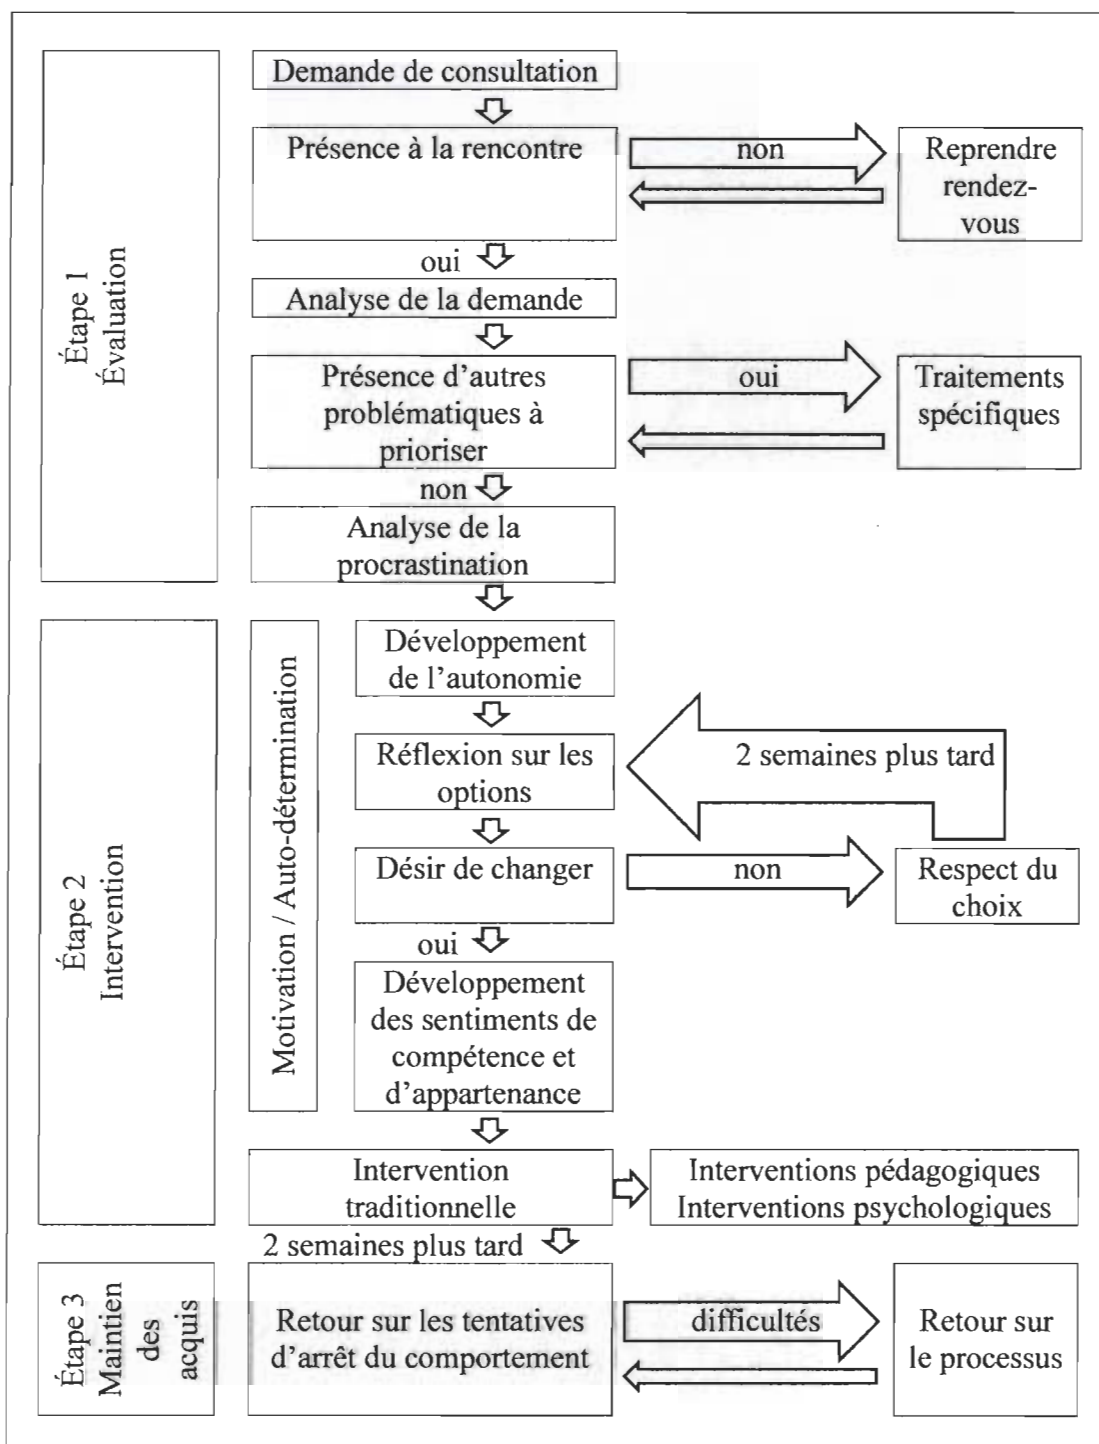 Étape 1
Évaluation
Demande de consultation
Présence à la rencontre
non
Reprendre
rendez-
vous
oui
Analyse de la demande
Présence d'autres
problématiques à
prioriser
oui
Traitements
spécifiques
non
Analyse de la
procrastination
Étape 2
Intervention
Motivation / Auto-détermination
Développement
de l'autonomie
Réflexion sur les
options
2 semaines plus tard
Désir de changer
non
Respect du
choix
oui
Développement
des sentiments de
compétence et
d'appartenance
Intervention
traditionnelle
Interventions pédagogiques
Interventions psychologiques
2 semaines plus tard
Étape 3
Maintien
des
acquis
Retour sur les tentatives
d'arrêt du comportement
difficultés
Retour sur
le processus